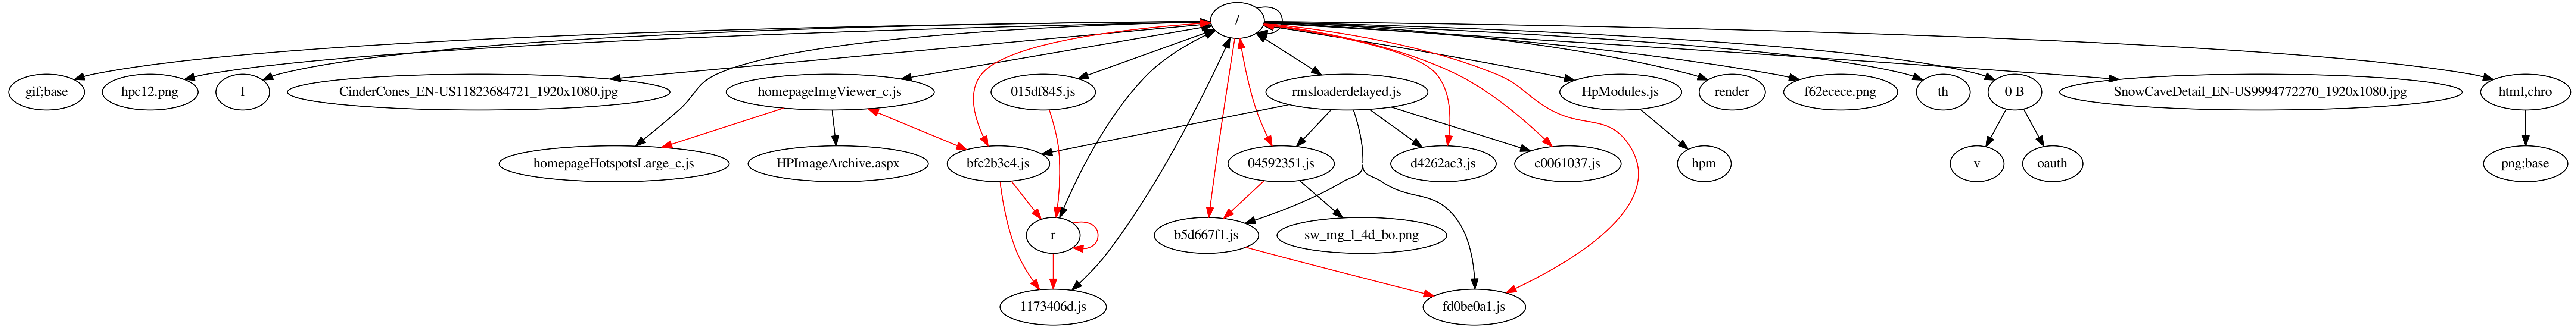 /
gif;base
hpc12.png
l
CinderCones_EN-US11823684721_1920x1080.jpg
homepageImgViewer_c.js
015df845.js
rmsloaderdelayed.js
HpModules.js
render
f62ecece.png
th
0 B
SnowCaveDetail_EN-US9994772270_1920x1080.jpg
html,chro
homepageHotspotsLarge_c.js
HPImageArchive.aspx
bfc2b3c4.js
04592351.js
d4262ac3.js
c0061037.js
hpm
v
oauth
png;base
r
b5d667f1.js
sw_mg_l_4d_bo.png
1173406d.js
fd0be0a1.js